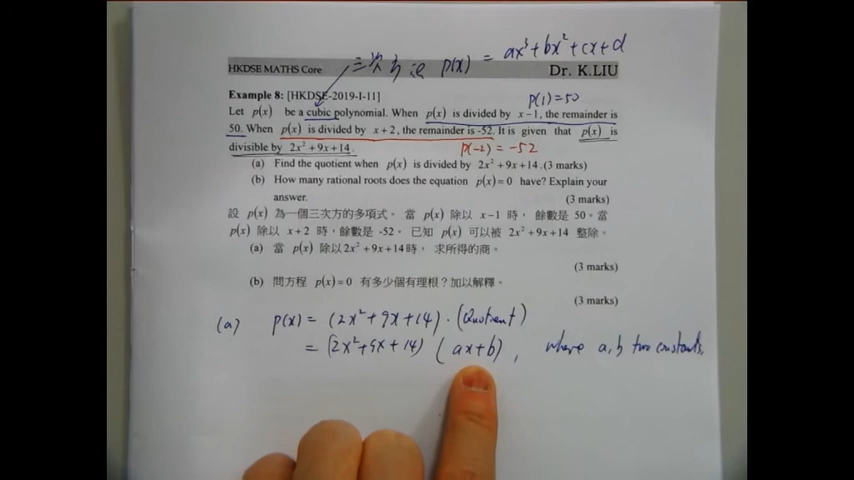 三次多項 p(x) = ax³+bx²+cx+d
HKDSE MATHS Core Dr. K.LIU
Example 8: [HKDSE-2019-I-11]
p(1)=50
Let p(x) be a cubic polynomial. When p(x) is divided by x−1, the remainder is
50. When p(x) is divided by x+2, the remainder is -52. It is given that p(x) is
divisible by 2x²+9x+14.
p(-2) = -52
(a) Find the quotient when p(x) is divided by 2x²+9x+14. (3 marks)
(b) How many rational roots does the equation p(x)=0 have? Explain your
answer. (3 marks)
設 p(x) 為一個三次方的多項式。當 p(x) 除以 x−1 時，餘數是 50。當
p(x) 除以 x+2 時，餘數是 -52。已知 p(x) 可以被 2x²+9x+14 整除。
(a) 當 p(x) 除以 2x²+9x+14 時，求所得的商。
(3 marks)
(b) 問方程 p(x)=0 有多少個有理根？加以解釋。
(3 marks)
(a) p(x) = (2x²+9x+14)·(Quotient)
= (2x²+9x+14) (ax+b), where a, b two constants.